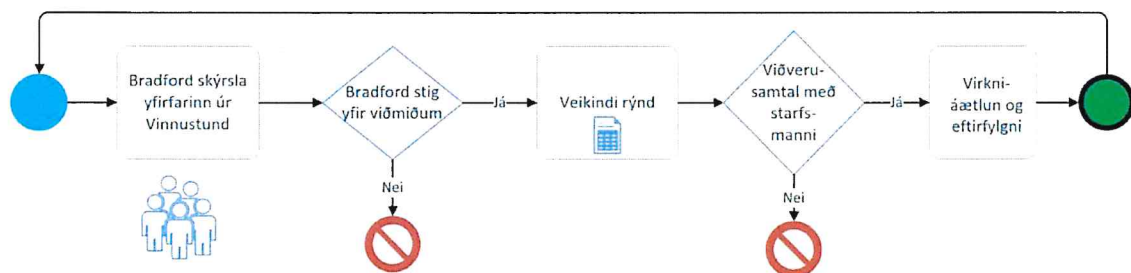 Bradford skýrsla
yfirfarinn úr
Vinnustund
Bradford stig
yfir viðmiðum
Já
Nei
Veikindi rýnd
Viðveru-
samtal með
starfs-
manni
Já
Nei
Virkni-
áætlun og
eftirfylgni